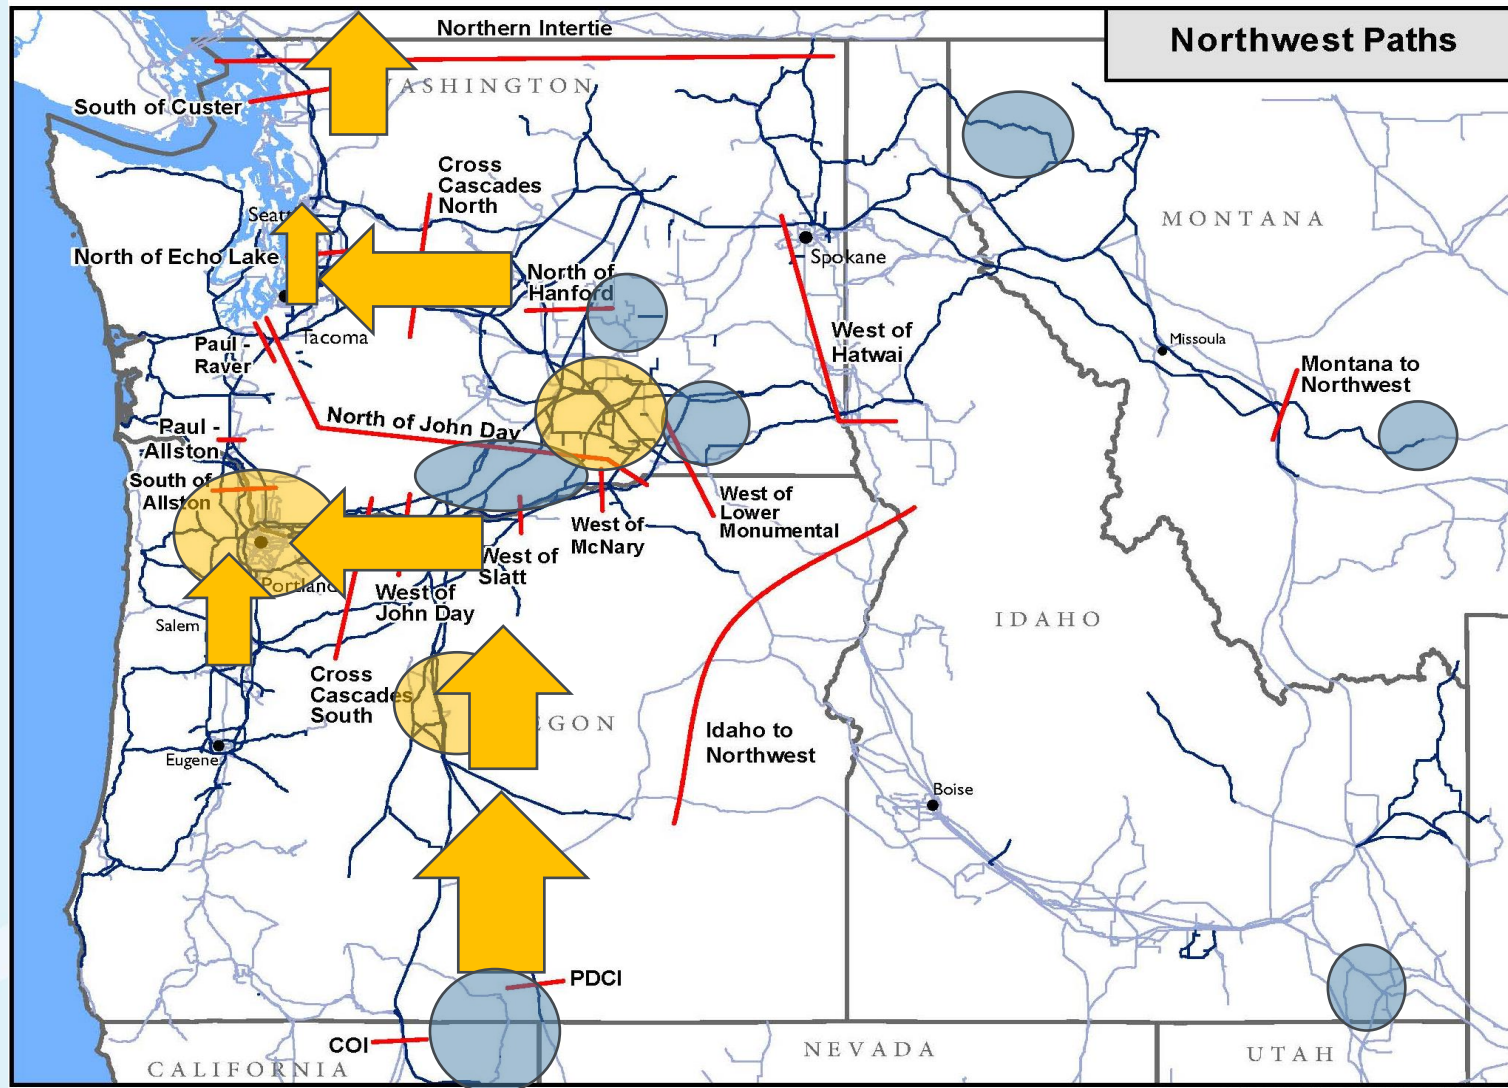 Northwest Paths
Northern Intertie
South of Custer
ASHINGTON
Cross
Cascades
North
MONTANA
Seatt
North of Echo Lake
Spokane
North of
Hanford
Tacoma
Paul -
Raver
West of
Hatwai
Missoula
Montana to
Northwest
North of John Day
Paul -
Allston
South of
Allston
West of
Lower
Monumental
West of
McNary
West of
Slatt
Portland
West of
John Day
Salem
IDAHO
Cross
Cascades
South
EGON
Idaho to
Northwest
Eugene
Boise
PDCI
COI
CALIFORNIA
NEVADA
UTAH